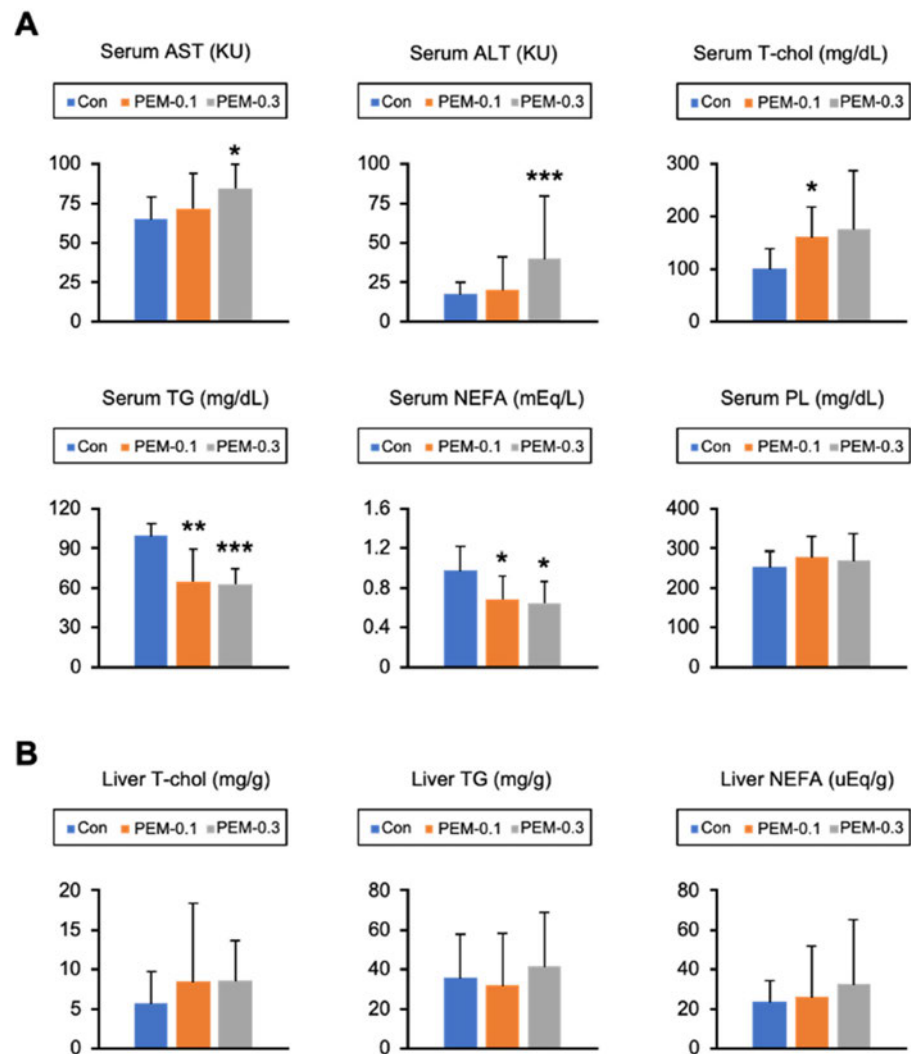 A
Serum AST (KU)
Con PEM-0.1 PEM-0.3
*
100
75
50
25
0
Serum ALT (KU)
Con PEM-0.1 PEM-0.3
***
100
75
50
25
0
Serum T-chol (mg/dL)
Con PEM-0.1 PEM-0.3
*
300
200
100
0
Serum TG (mg/dL)
Con PEM-0.1 PEM-0.3
** ***
120
90
60
30
0
Serum NEFA (mEq/L)
Con PEM-0.1 PEM-0.3
* *
1.6
1.2
0.8
0.4
0
Serum PL (mg/dL)
Con PEM-0.1 PEM-0.3
400
300
200
100
0
B
Liver T-chol (mg/g)
Con PEM-0.1 PEM-0.3
20
15
10
5
0
Liver TG (mg/g)
Con PEM-0.1 PEM-0.3
80
60
40
20
0
Liver NEFA (uEq/g)
Con PEM-0.1 PEM-0.3
80
60
40
20
0